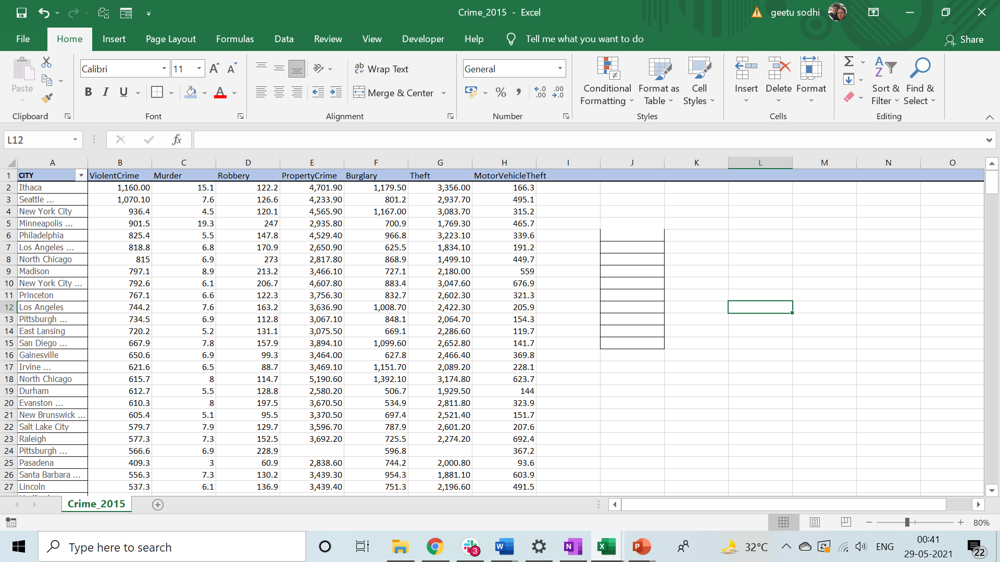 Crime_2015 - Excel
geetu sodhi
File Home Insert Page Layout Formulas Data Review View Developer Help Tell me what you want to do Share
Paste
Clipboard
Calibri 11
B I U A
Font
ab Wrap Text
Merge & Center
Alignment
General
% , .00 .00
Number
Conditional Formatting
Format as Table
Cell Styles
Styles
Insert Delete Format
Cells
Sort & Filter
Find & Select
Editing
L12 fx
A B C D E F G H I J K L M N O
1 CITY ViolentCrime Murder Robbery PropertyCrime Burglary Theft MotorVehicleTheft
2 Ithaca 1,160.00 15.1 122.2 4,701.90 1,179.50 3,356.00 166.3
3 Seattle ... 1,070.10 7.6 126.6 4,233.90 801.2 2,937.70 495.1
4 New York City 936.4 4.5 120.1 4,565.90 1,167.00 3,083.70 315.2
5 Minneapolis ... 901.5 19.3 247 2,935.80 700.9 1,769.30 465.7
6 Philadelphia 825.4 5.5 147.8 4,529.40 966.8 3,223.10 339.6
7 Los Angeles ... 818.8 6.8 170.9 2,650.90 625.5 1,834.10 191.2
8 North Chicago 815 6.9 273 2,817.80 868.9 1,499.10 449.7
9 Madison 797.1 8.9 213.2 3,466.10 727.1 2,180.00 559
10 New York City ... 792.6 6.1 206.7 4,607.80 883.4 3,047.60 676.9
11 Princeton 767.1 6.6 122.3 3,756.30 832.7 2,602.30 321.3
12 Los Angeles 744.2 7.6 163.2 3,636.90 1,008.70 2,422.30 205.9
13 Pittsburgh ... 734.5 6.9 112.8 3,067.10 848.1 2,064.70 154.3
14 East Lansing 720.2 5.2 131.1 3,075.50 669.1 2,286.60 119.7
15 San Diego ... 667.9 7.8 157.9 3,894.10 1,099.60 2,652.80 141.7
16 Gainesville 650.6 6.9 99.3 3,464.00 627.8 2,466.40 369.8
17 Irvine ... 621.6 6.5 88.7 3,469.10 1,151.70 2,089.20 228.1
18 North Chicago 615.7 8 114.7 5,190.60 1,392.10 3,174.80 623.7
19 Durham 612.7 5.5 128.8 2,580.20 506.7 1,929.50 144
20 Evanston ... 610.3 8 197.5 3,670.50 534.9 2,811.80 323.9
21 New Brunswick ... 605.4 5.1 95.5 3,370.50 697.4 2,521.40 151.7
22 Salt Lake City 579.7 7.9 129.7 3,596.70 787.9 2,601.20 207.6
23 Raleigh 577.3 7.3 152.5 3,692.20 725.5 2,274.20 692.4
24 Pittsburgh ... 566.6 6.9 228.9 596.8 367.2
25 Pasadena 409.3 3 60.9 2,838.60 744.2 2,000.80 93.6
26 Santa Barbara ... 556.3 7.3 130.2 3,439.30 954.3 1,881.10 603.9
27 Lincoln 537.3 6.1 136.9 3,439.40 751.3 2,196.60 491.5
Crime_2015
80%
Type here to search
3
32°C
ENG
00:41
29-05-2021
22